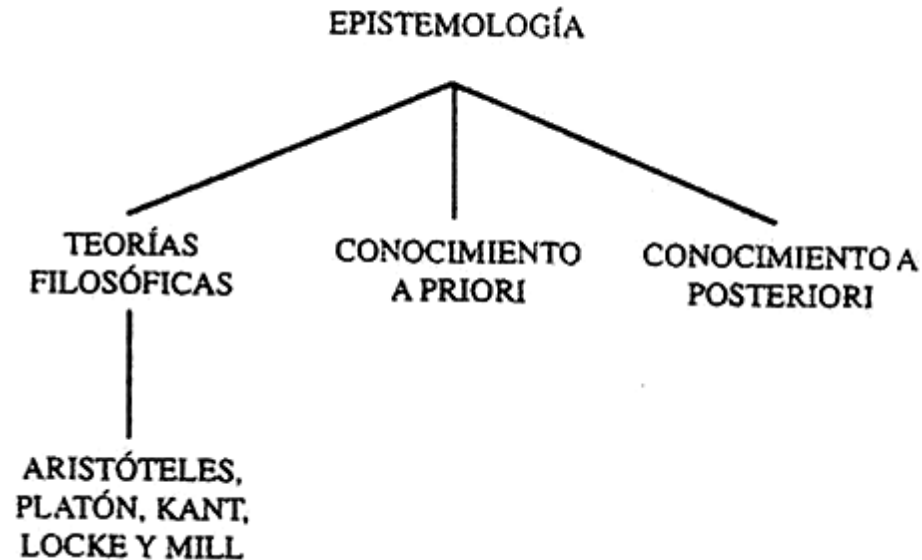 EPISTEMOLOGÍA
TEORÍAS
FILOSÓFICAS
CONOCIMIENTO
A PRIORI
CONOCIMIENTO A
POSTERIORI
ARISTÓTELES,
PLATÓN, KANT,
LOCKE Y MILL